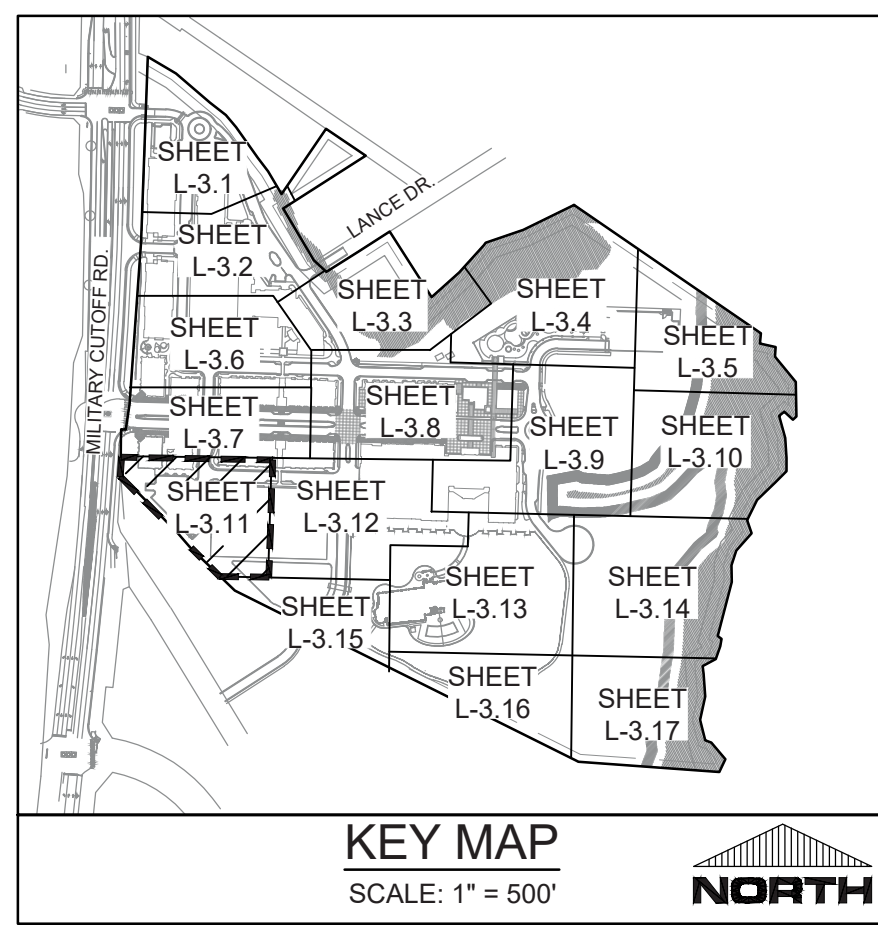 SHEET
L-3.1
LANCE DR.
SHEET
L-3.2
MILITARY CUTOFF RD.
SHEET
L-3.3
SHEET
L-3.4
SHEET
L-3.5
SHEET
L-3.6
SHEET
L-3.7
SHEET
L-3.8
SHEET
L-3.9
SHEET
L-3.10
SHEET
L-3.11
SHEET
L-3.12
SHEET
L-3.13
SHEET
L-3.14
SHEET
L-3.15
SHEET
L-3.16
SHEET
L-3.17
KEY MAP
SCALE: 1" = 500'
NORTH